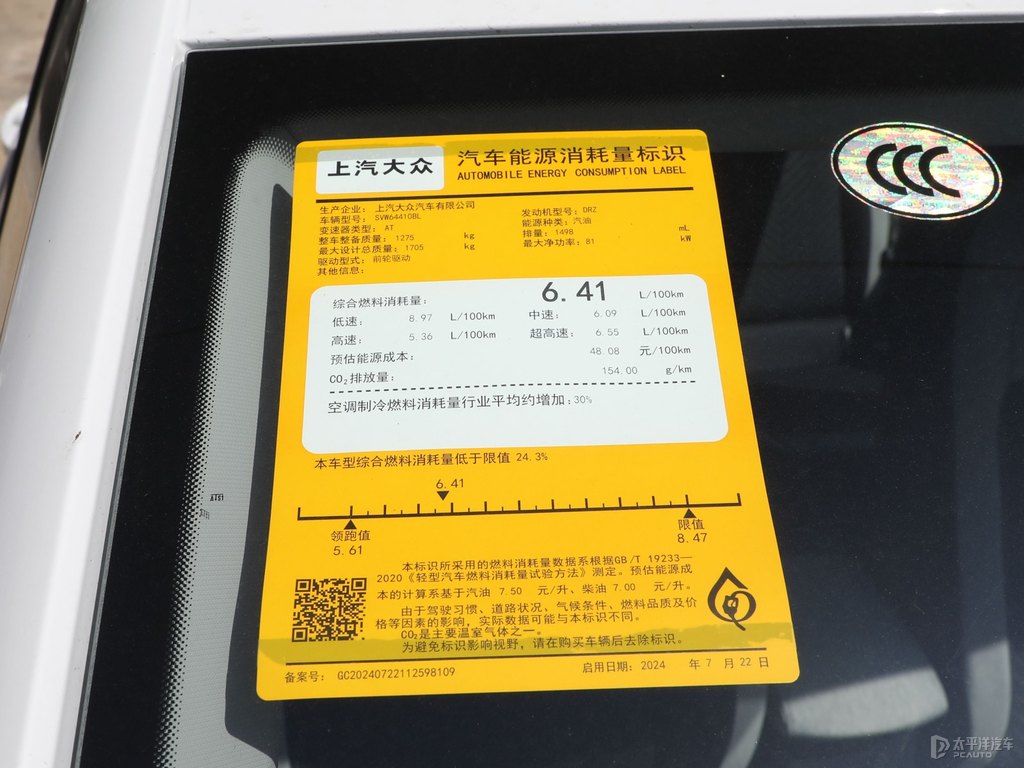 上汽大众
汽车能源消耗量标识
AUTOMOBILE ENERGY CONSUMPTION LABEL
CCC
生产企业: 上汽大众汽车有限公司
车辆型号: SVW6441OBL
发动机型号: DRZ
变速器类型: AT
能源种类: 汽油
整车整备质量: 1275 kg
排量: 1498 mL
最大设计总质量: 1705 kg
最大净功率: 81 kW
驱动型式: 前轮驱动
其他信息:
综合燃料消耗量: 6.41 L/100km
低速: 8.97 L/100km 中速: 6.09 L/100km
高速: 5.36 L/100km 超高速: 6.55 L/100km
预估能源成本: 48.08 元/100km
CO₂排放量: 154.00 g/km
空调制冷燃料消耗量行业平均约增加:30%
本车型综合燃料消耗量低于限值 24.3%
6.41
领跑值 限值
5.61 8.47
本标识所采用的燃料消耗量数据系根据GB/T 19233—
2020《轻型汽车燃料消耗量试验方法》测定。预估能源成
本的计算系基于汽油 7.50 元/升、柴油 7.00 元/升。
由于驾驶习惯、道路状况、气候条件、燃料品质及价
格等因素的影响，实际数据可能与本标识不同。
CO₂是主要温室气体之一。
为避免标识影响视野，请在购买车辆后去除标识。
备案号: GC20240722112598109 启用日期: 2024 年 7 月 22 日
太平洋汽车
PCAUTO